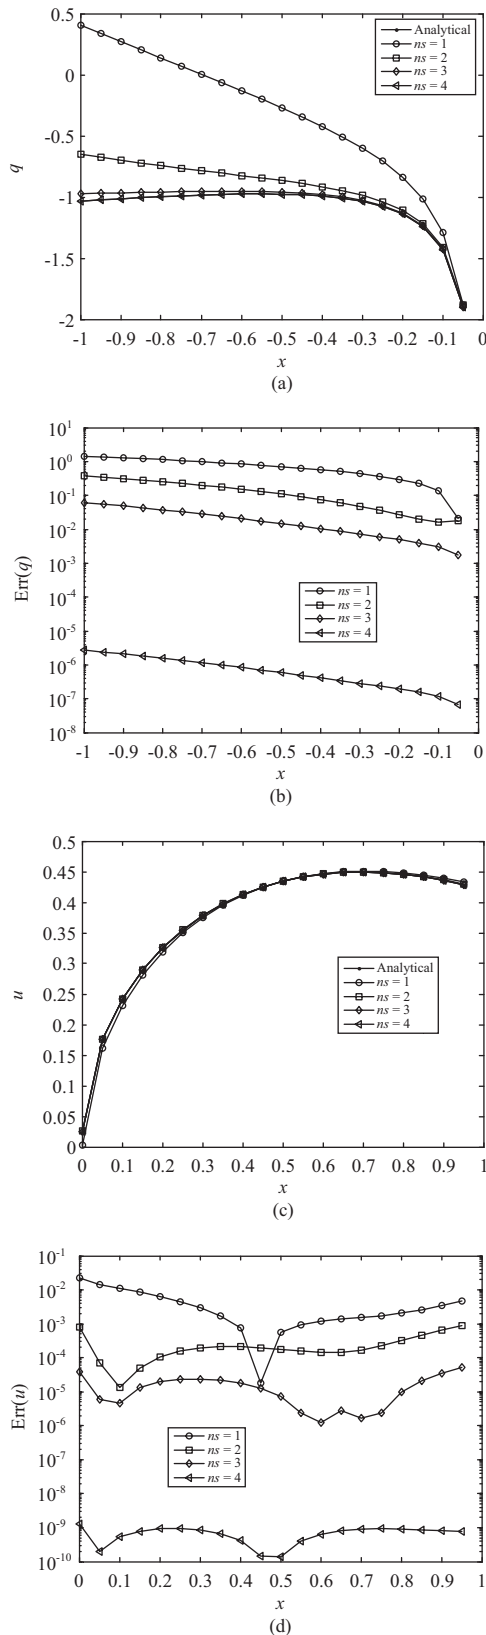 0.5
0
-0.5
-1
-1.5
-2
q
Analytical
ns = 1
ns = 2
ns = 3
ns = 4
-1 -0.9 -0.8 -0.7 -0.6 -0.5 -0.4 -0.3 -0.2 -0.1 0
x
(a)
10^1
10^0
10^-1
10^-2
10^-3
10^-4
10^-5
10^-6
10^-7
10^-8
Err(q)
ns = 1
ns = 2
ns = 3
ns = 4
-1 -0.9 -0.8 -0.7 -0.6 -0.5 -0.4 -0.3 -0.2 -0.1 0
x
(b)
0.5
0.45
0.4
0.35
0.3
0.25
0.2
0.15
0.1
0.05
0
u
Analytical
ns = 1
ns = 2
ns = 3
ns = 4
0 0.1 0.2 0.3 0.4 0.5 0.6 0.7 0.8 0.9 1
x
(c)
10^-1
10^-2
10^-3
10^-4
10^-5
10^-6
10^-7
10^-8
10^-9
10^-10
Err(u)
ns = 1
ns = 2
ns = 3
ns = 4
0 0.1 0.2 0.3 0.4 0.5 0.6 0.7 0.8 0.9 1
x
(d)